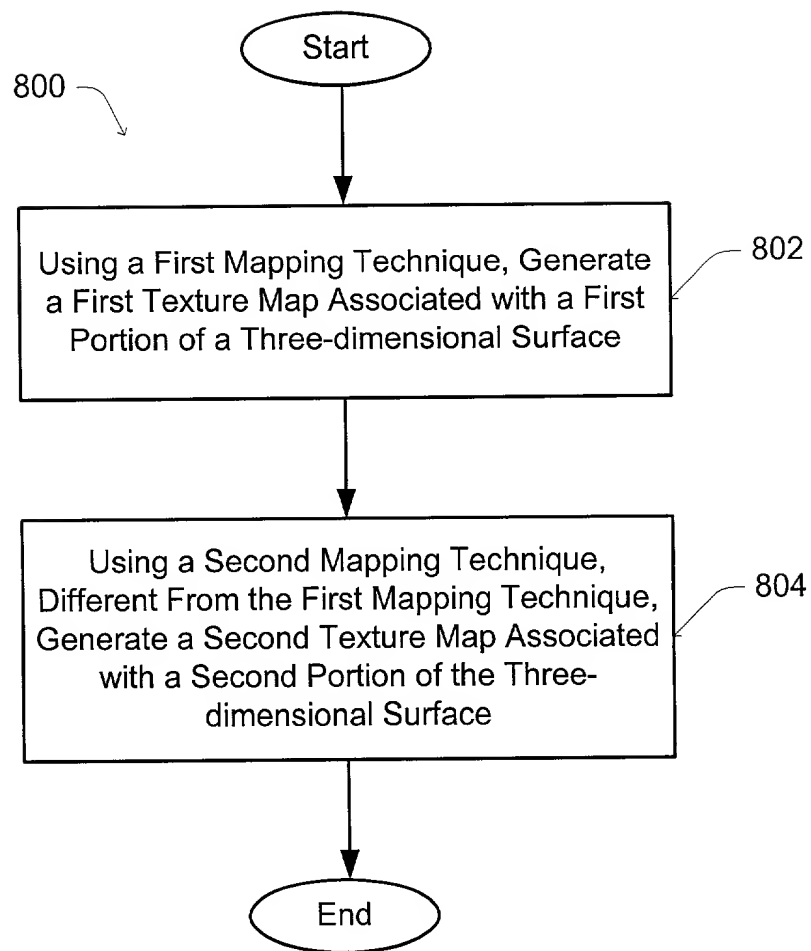 Start
800
Using a First Mapping Technique, Generate
a First Texture Map Associated with a First
Portion of a Three-dimensional Surface
802
Using a Second Mapping Technique,
Different From the First Mapping Technique,
Generate a Second Texture Map Associated
with a Second Portion of the Three-
dimensional Surface
804
End